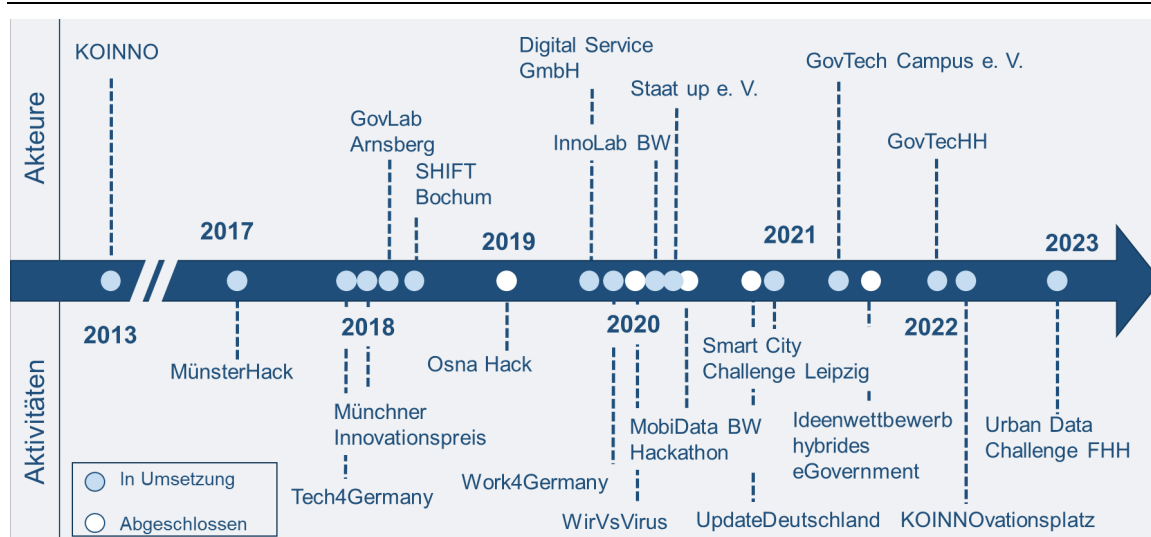 Akteure
KOINNO
GovLab
Arnsberg
SHIFT
Bochum
Digital Service
GmbH
Staat up e. V.
InnoLab BW
GovTech Campus e. V.
GovTecHH
2017
2019
2021
2023
2013
2018
2020
2022
Aktivitäten
MünsterHack
Münchner
Innovationspreis
Tech4Germany
Osna Hack
Work4Germany
WirVsVirus
MobiData BW
Hackathon
Smart City
Challenge Leipzig
UpdateDeutschland
Ideenwettbewerb
hybrides
eGovernment
KOINNOvationsplatz
Urban Data
Challenge FHH
In Umsetzung
Abgeschlossen